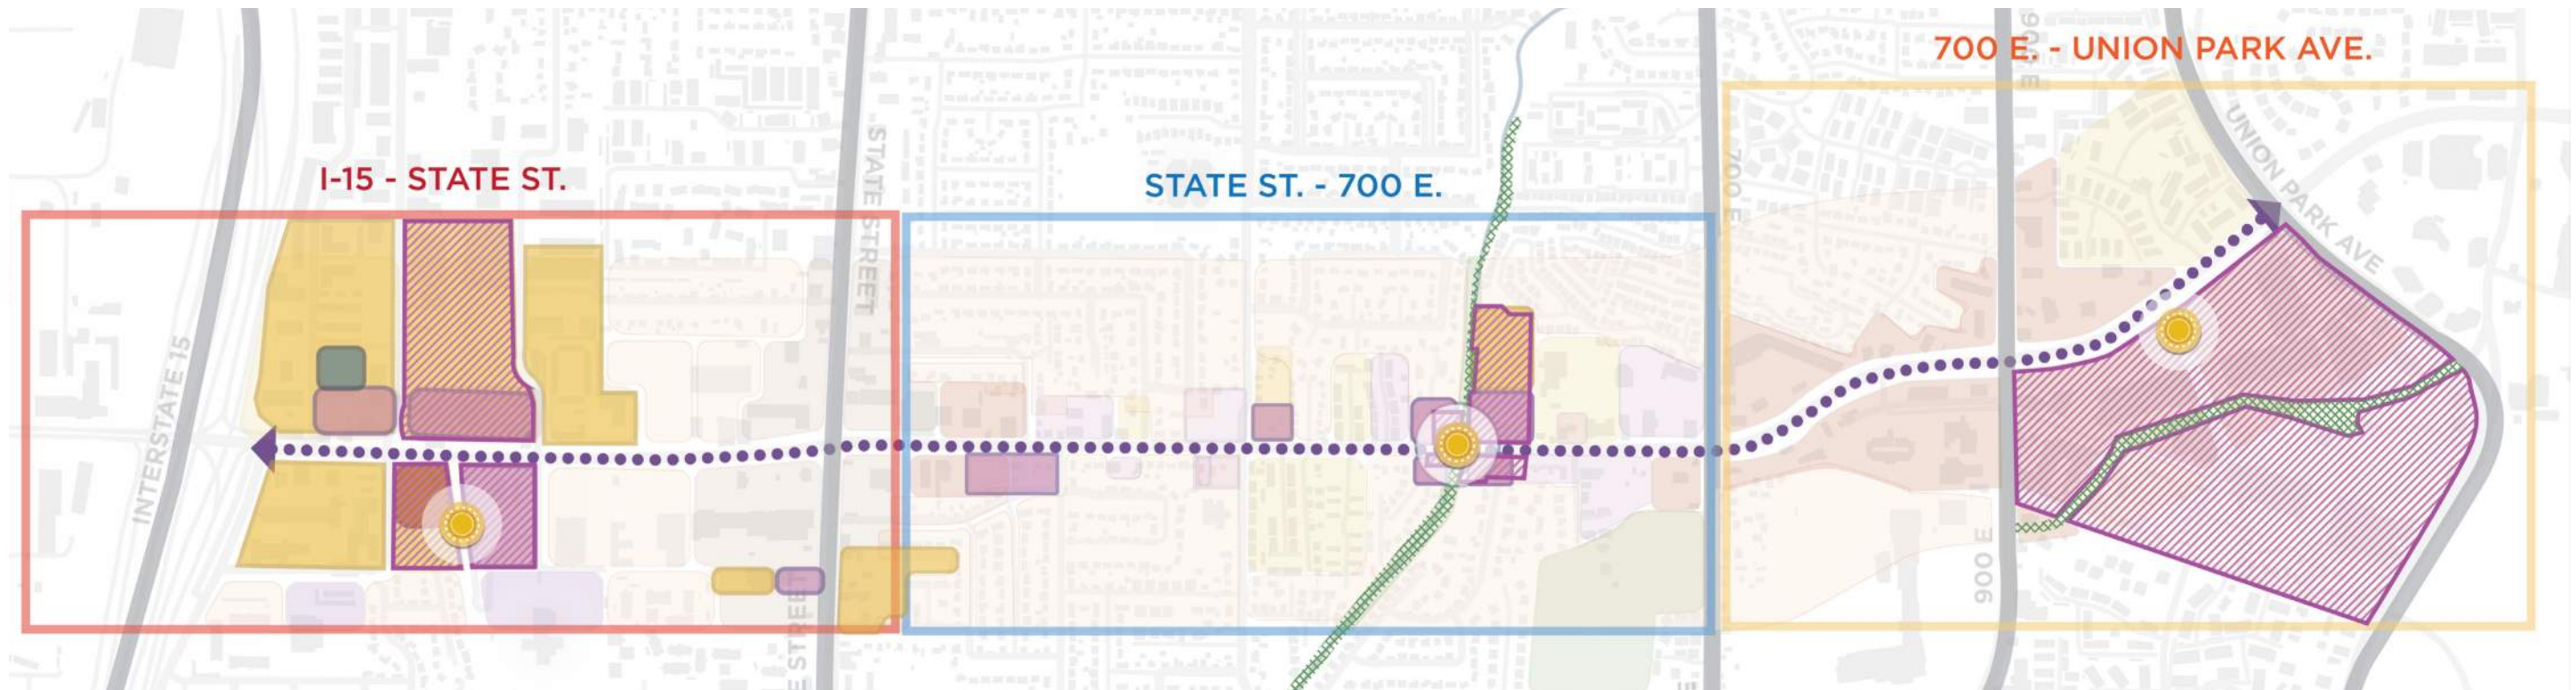 700 E. - UNION PARK AVE.
I-15 - STATE ST.
STATE ST. - 700 E.
INTERSTATE 15
STATE STREET
E STREET
700 E
E
900 E
UNION PARK AVE
900 E